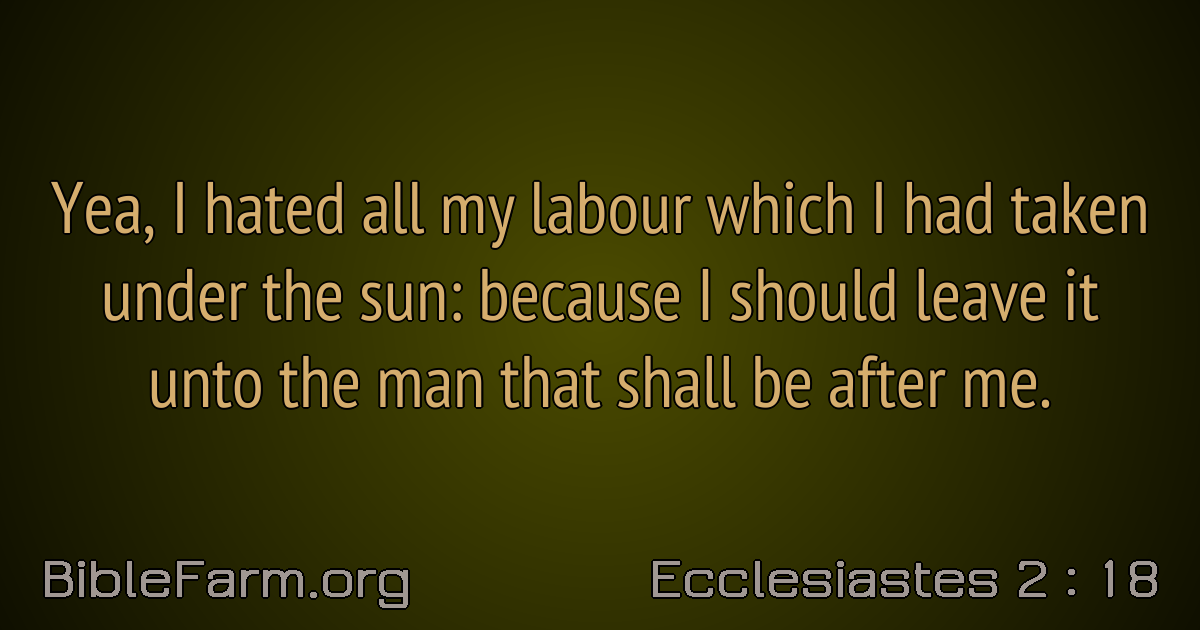 Yea, I hated all my labour which I had taken
under the sun: because I should leave it
unto the man that shall be after me.
BibleFarm.org
Ecclesiastes 2 : 18